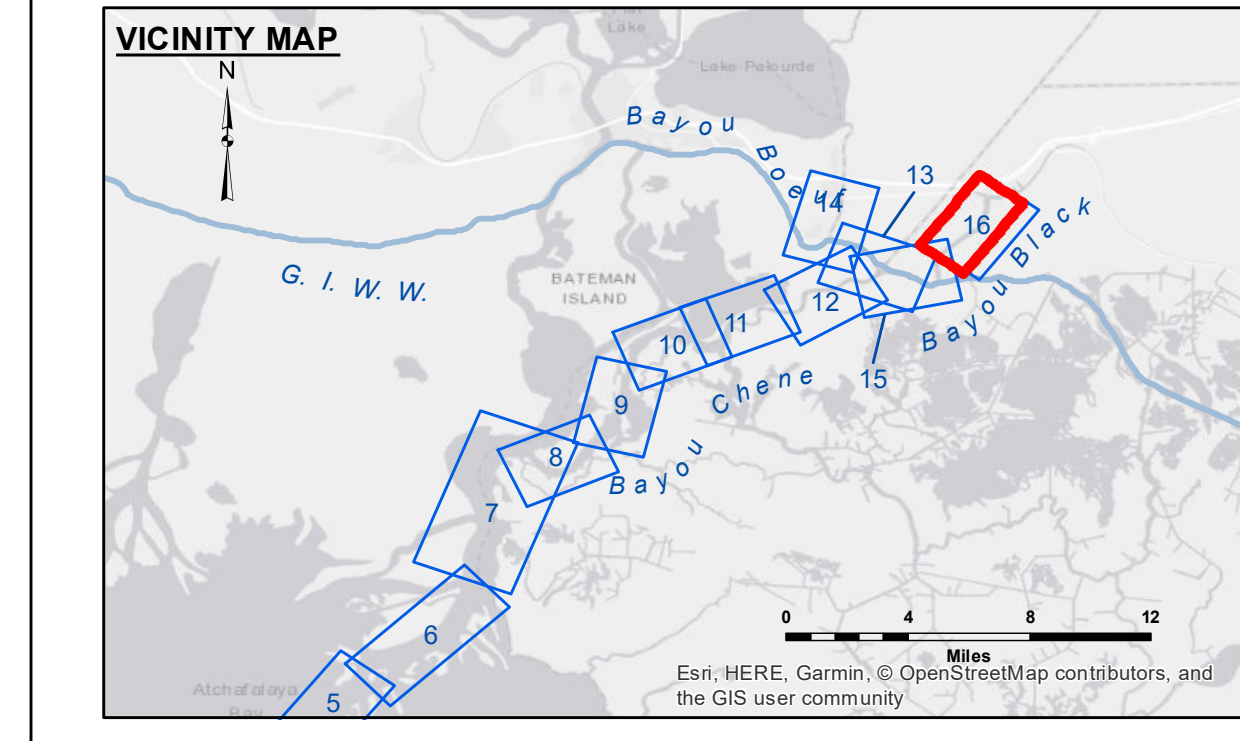 VICINITY MAP
N
Lake
Lake Palourde
Bayou
Boeuf
13
14
16
Bayou Black
G. I. W. W.
BATEMAN
ISLAND
12
11
10
15
Bayou Chene
9
8
7
6
5
Atchafalaya
Bay
0 4 8 12
Miles
Esri, HERE, Garmin, © OpenStreetMap contributors, and
the GIS user community